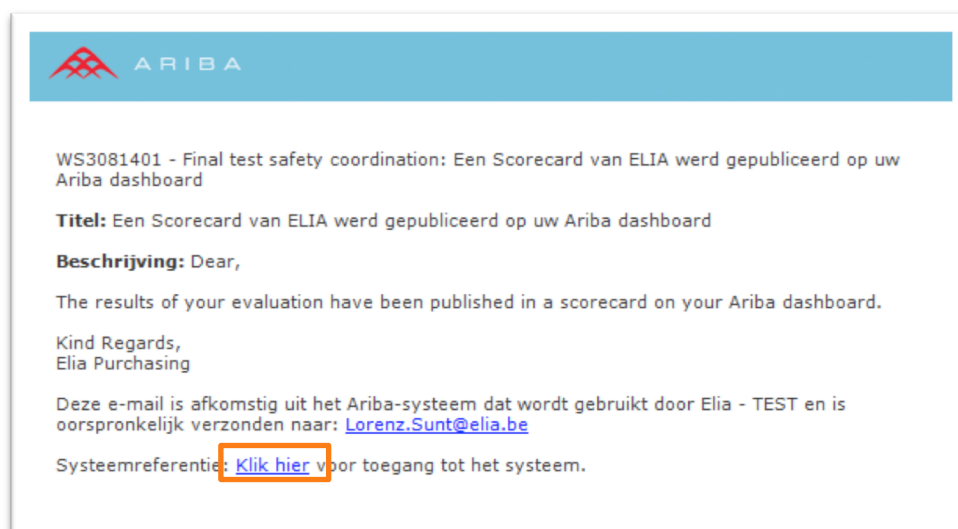 ARIBA
WS3081401 - Final test safety coordination: Een Scorecard van ELIA werd gepubliceerd op uw
Ariba dashboard
Titel: Een Scorecard van ELIA werd gepubliceerd op uw Ariba dashboard
Beschrijving: Dear,
The results of your evaluation have been published in a scorecard on your Ariba dashboard.
Kind Regards,
Elia Purchasing
Deze e-mail is afkomstig uit het Ariba-systeem dat wordt gebruikt door Elia - TEST en is
oorspronkelijk verzonden naar: Lorenz.Sunt@elia.be
Systeemreferentie: Klik hier voor toegang tot het systeem.